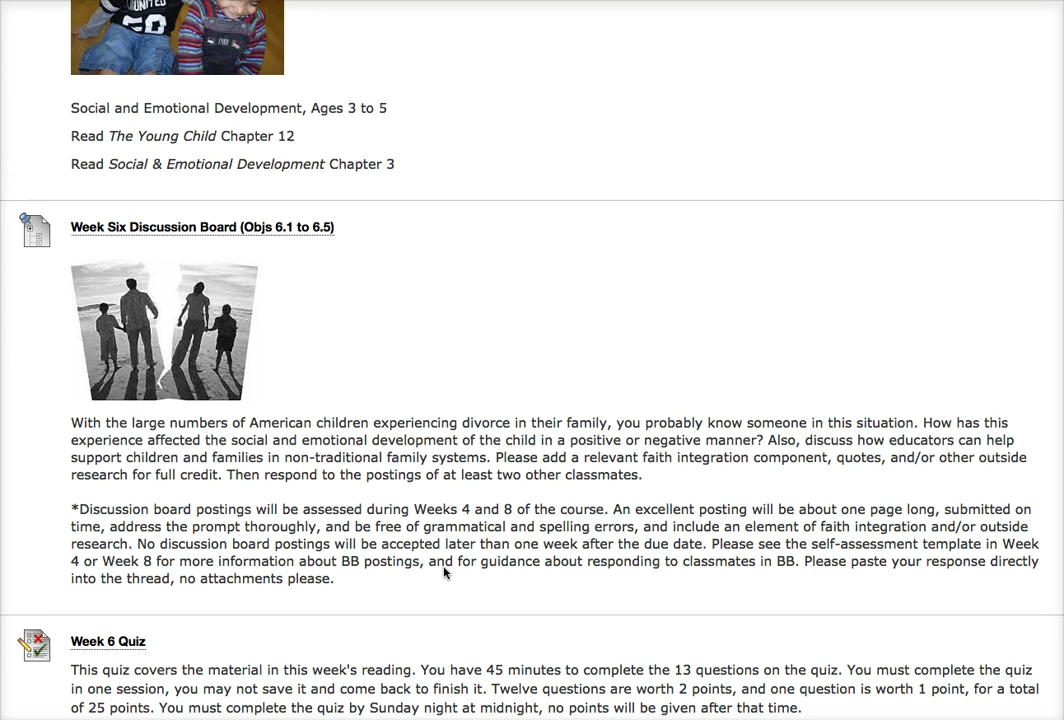 UNITED
50
Social and Emotional Development, Ages 3 to 5
Read The Young Child Chapter 12
Read Social & Emotional Development Chapter 3
Week Six Discussion Board (Objs 6.1 to 6.5)
With the large numbers of American children experiencing divorce in their family, you probably know someone in this situation. How has this
experience affected the social and emotional development of the child in a positive or negative manner? Also, discuss how educators can help
support children and families in non-traditional family systems. Please add a relevant faith integration component, quotes, and/or other outside
research for full credit. Then respond to the postings of at least two other classmates.
*Discussion board postings will be assessed during Weeks 4 and 8 of the course. An excellent posting will be about one page long, submitted on
time, address the prompt thoroughly, and be free of grammatical and spelling errors, and include an element of faith integration and/or outside
research. No discussion board postings will be accepted later than one week after the due date. Please see the self-assessment template in Week
4 or Week 8 for more information about BB postings, and for guidance about responding to classmates in BB. Please paste your response directly
into the thread, no attachments please.
Week 6 Quiz
This quiz covers the material in this week's reading. You have 45 minutes to complete the 13 questions on the quiz. You must complete the quiz
in one session, you may not save it and come back to finish it. Twelve questions are worth 2 points, and one question is worth 1 point, for a total
of 25 points. You must complete the quiz by Sunday night at midnight, no points will be given after that time.